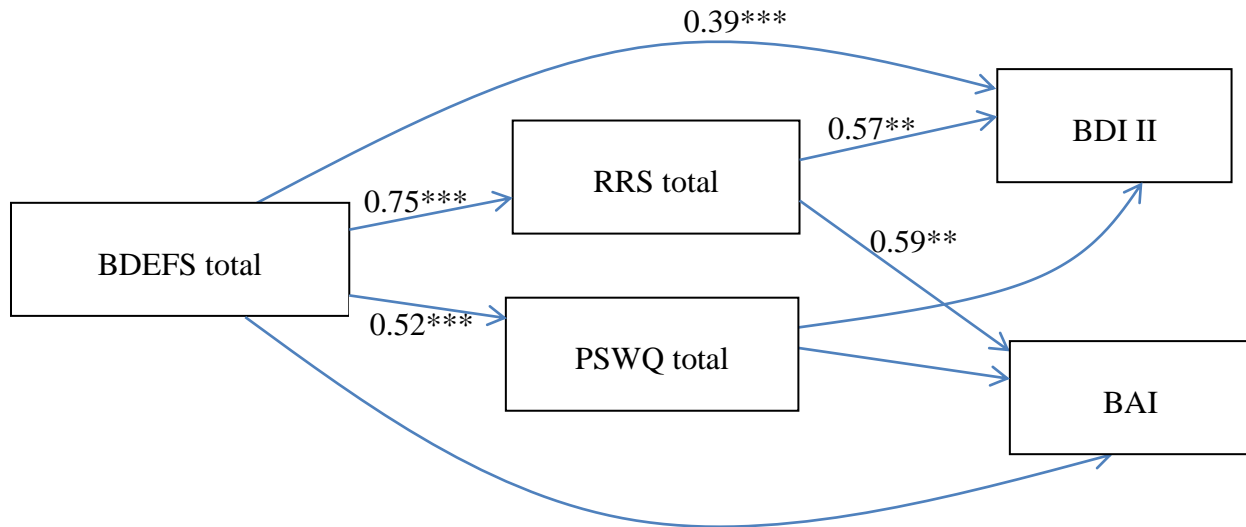 0.39***
BDI II
0.57**
RRS total
0.75***
0.59**
BDEFS total
0.52***
PSWQ total
BAI